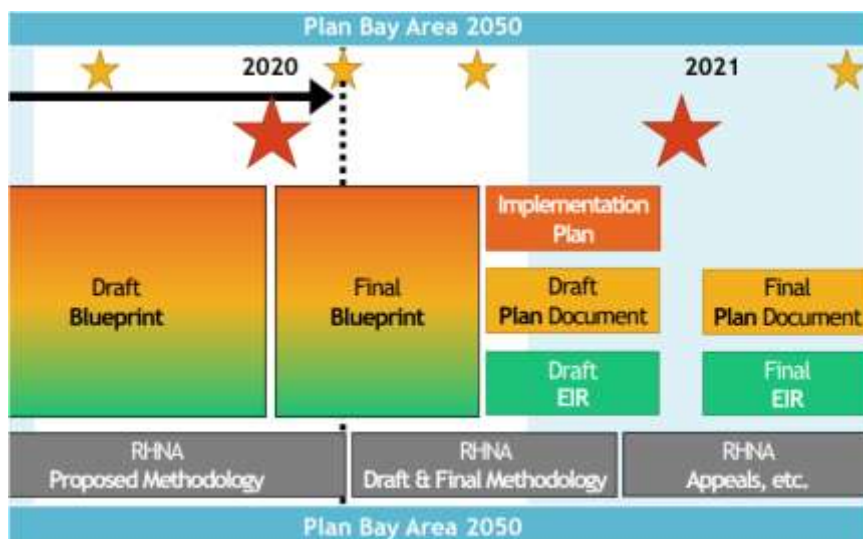 Plan Bay Area 2050
2020
2021
Implementation
Plan
Draft
Blueprint
Final
Blueprint
Draft
Plan Document
Final
Plan Document
Draft
EIR
Final
EIR
RHNA
Proposed Methodology
RHNA
Draft & Final Methodology
RHNA
Appeals, etc.
Plan Bay Area 2050